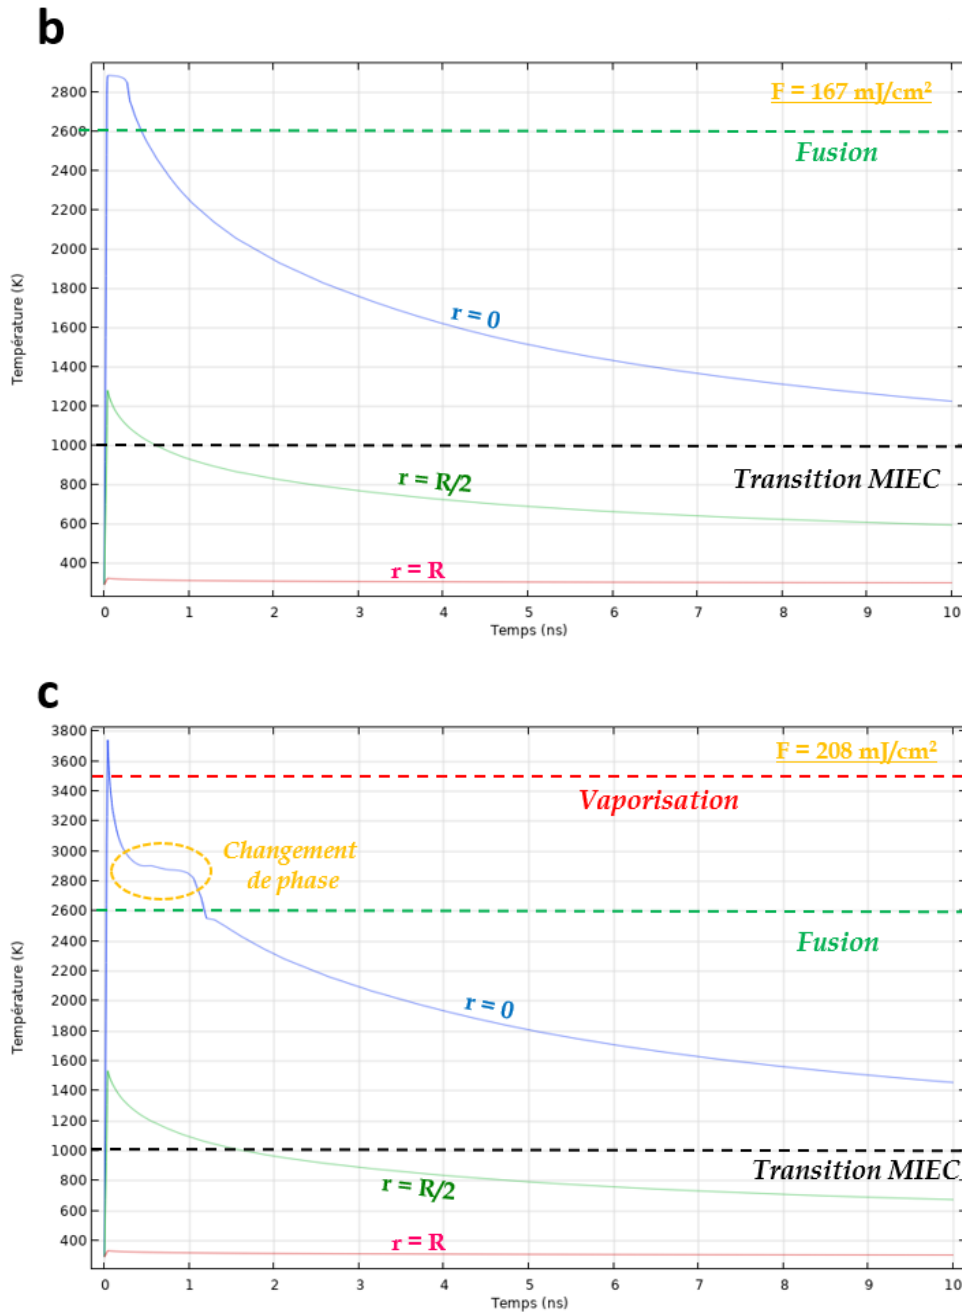 b
F = 167 mJ/cm²
2800
2600
2400
2200
2000
1800
1600
1400
1200
1000
800
600
400
Température (K)
Fusion
r = 0
Transition MIEC
r = R/2
r = R
0 1 2 3 4 5 6 7 8 9 10
Temps (ns)
c
F = 208 mJ/cm²
3800
3600
3400
3200
3000
2800
2600
2400
2200
2000
1800
1600
1400
1200
1000
800
600
400
Température (K)
Vaporisation
Changement
de phase
Fusion
r = 0
Transition MIEC
r = R/2
r = R
0 1 2 3 4 5 6 7 8 9 10
Temps (ns)